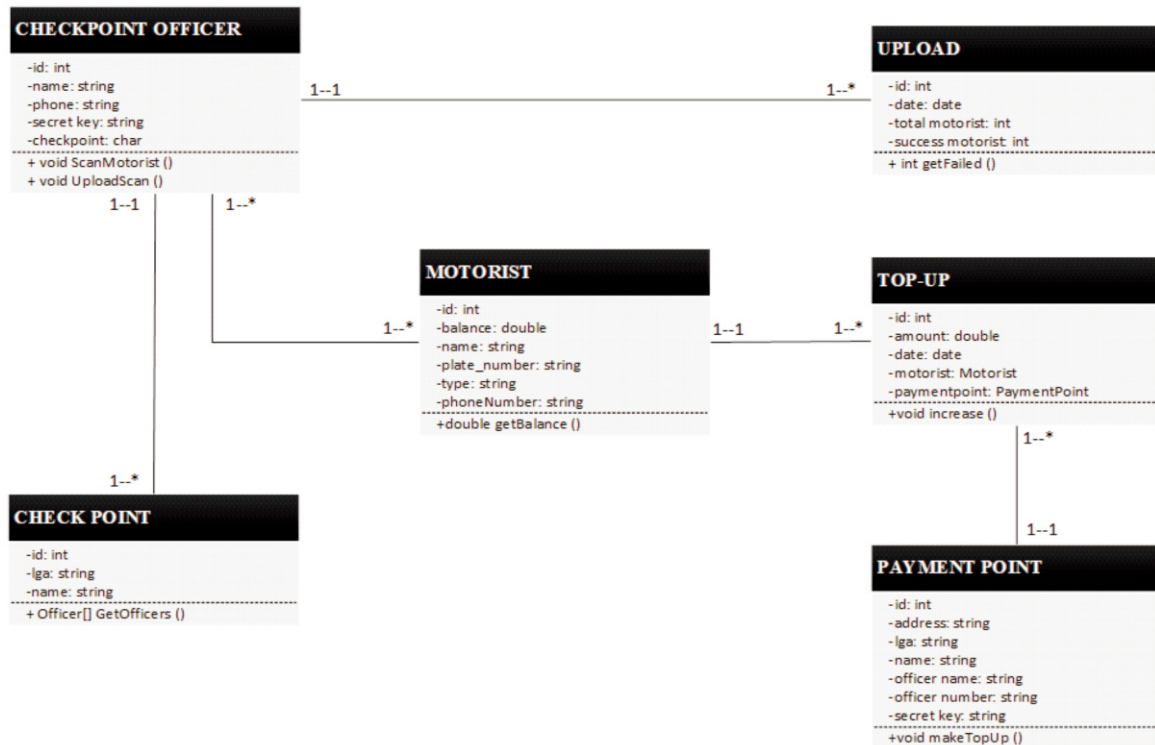 CHECKPOINT OFFICER
-id: int
-name: string
-phone: string
-secret key: string
-checkpoint: char
+ void ScanMotorist ()
+ void UploadScan ()
1--1
1--*
UPLOAD
-id: int
-date: date
-total motorist: int
-success motorist: int
+ int getFailed ()
1--1
1--*
1--*
MOTORIST
-id: int
-balance: double
-name: string
-plate_number: string
-type: string
-phoneNumber: string
+double getBalance ()
1--1
1--*
TOP-UP
-id: int
-amount: double
-date: date
-motorist: Motorist
-paymentpoint: PaymentPoint
+void increase ()
1--*
1--*
CHECK POINT
-id: int
-lga: string
-name: string
+ Officer[] GetOfficers ()
1--1
PAYMENT POINT
-id: int
-address: string
-lga: string
-name: string
-officer name: string
-officer number: string
-secret key: string
+void makeTopUp ()